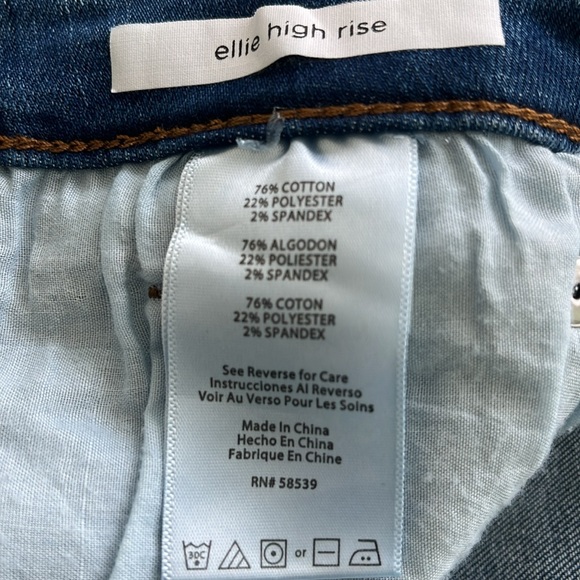 ellie high rise
76% COTTON
22% POLYESTER
2% SPANDEX
76% ALGODON
22% POLIESTER
2% SPANDEX
76% COTON
22% POLYESTER
2% SPANDEX
See Reverse for Care
Instrucciones Al Reverso
Voir Au Verso Pour Les Soins
Made In China
Hecho En China
Fabrique En Chine
RN# 58539
30C or